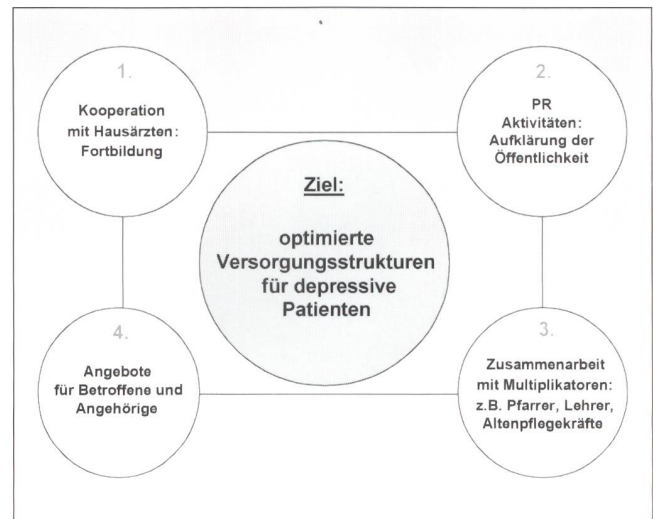 1.
Kooperation
mit Hausärzten:
Fortbildung
2.
PR
Aktivitäten:
Aufklärung der
Öffentlichkeit
Ziel:
optimierte
Versorgungsstrukturen
für depressive
Patienten
3.
Zusammenarbeit
mit Multiplikatoren:
z.B. Pfarrer, Lehrer,
Altenpflegekräfte
4.
Angebote
für Betroffene und
Angehörige